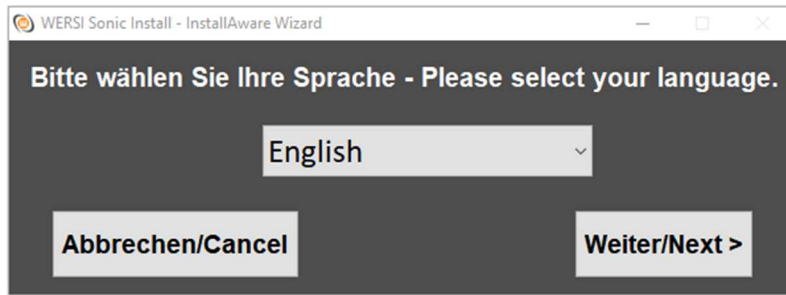 WERSI Sonic Install - InstallAware Wizard
Bitte wählen Sie Ihre Sprache - Please select your language.
English
Abbrechen/Cancel
Weiter/Next >